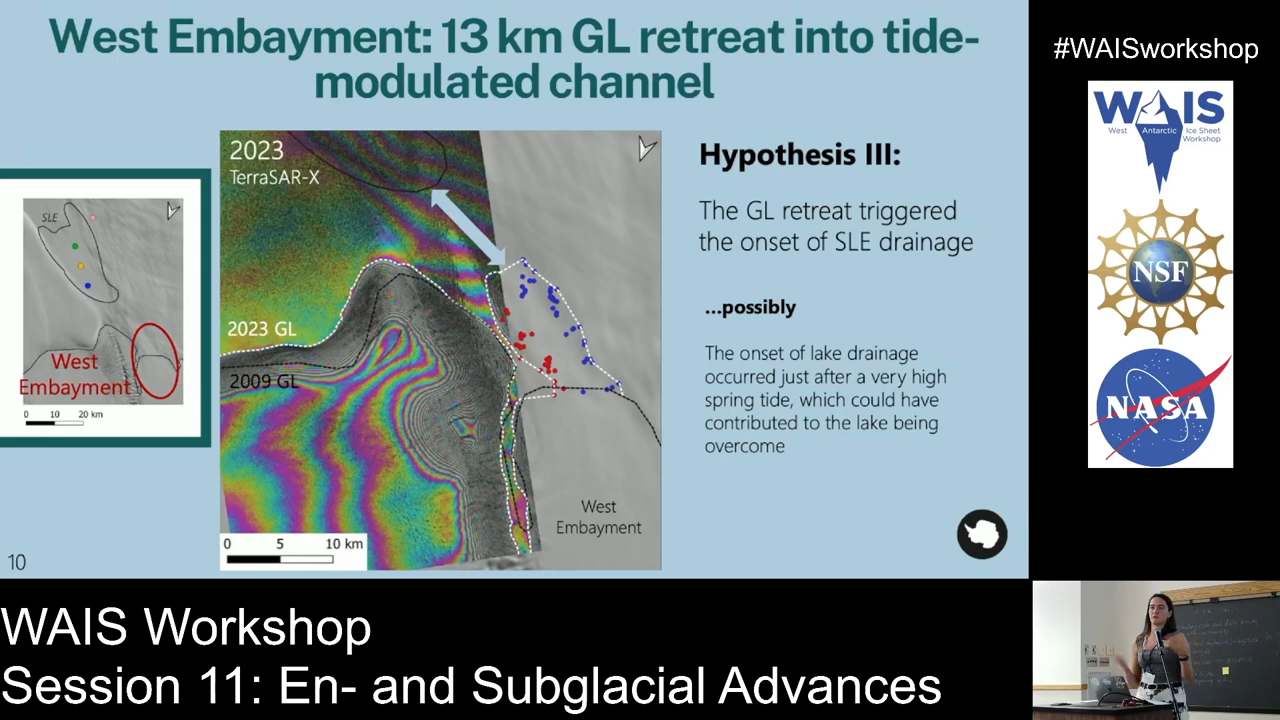 West Embayment: 13 km GL retreat into tide-
modulated channel
#WAISworkshop
WAIS
West Antarctic Ice Sheet
Workshop
NSF
NASA
SLE
West
Embayment
0 10 20 km
2023
TerraSAR-X
2023 GL
2009 GL
West
Embayment
0 5 10 km
Hypothesis III:
The GL retreat triggered
the onset of SLE drainage
...possibly
The onset of lake drainage
occurred just after a very high
spring tide, which could have
contributed to the lake being
overcome
10
WAIS Workshop
Session 11: En- and Subglacial Advances